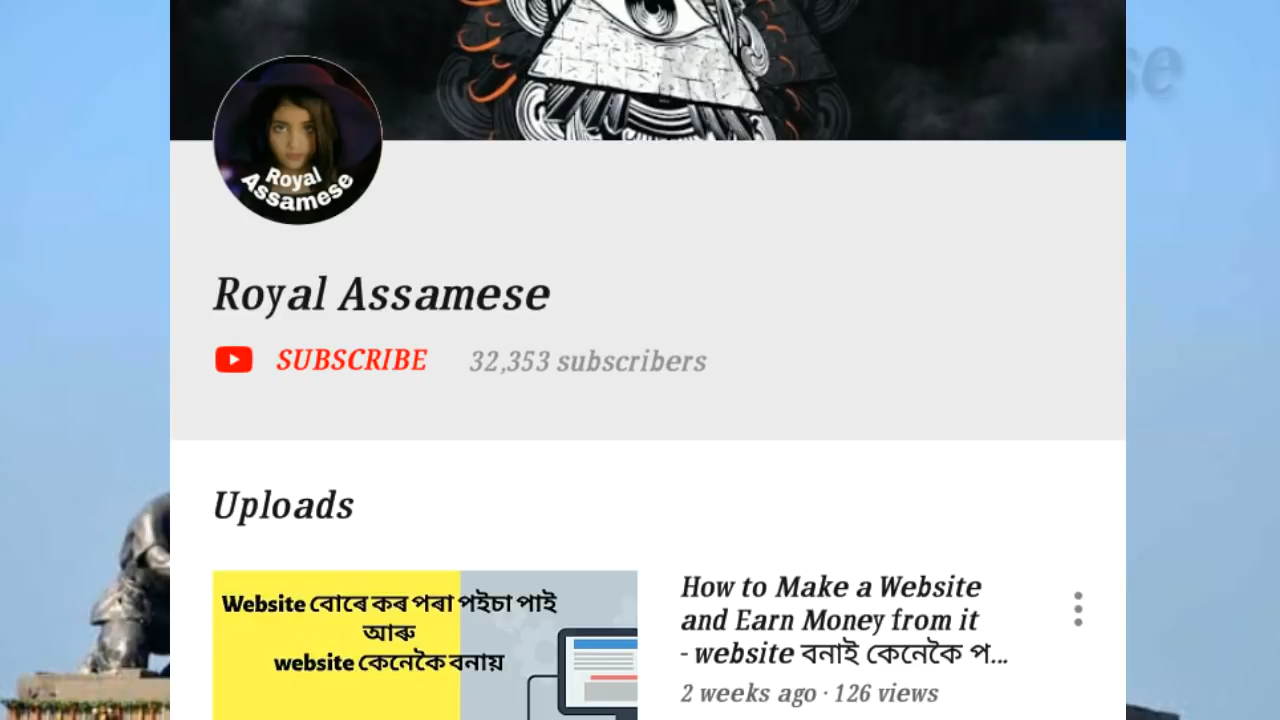 se
Royal
Assamese
Royal Assamese
SUBSCRIBE 32,353 subscribers
Uploads
Website বোৰে কৰ পৰা পইচা পাই
আৰু
website কেনেকৈ বনায়
How to Make a Website
and Earn Money from it
- website বনাই কেনেকৈ প...
2 weeks ago · 126 views